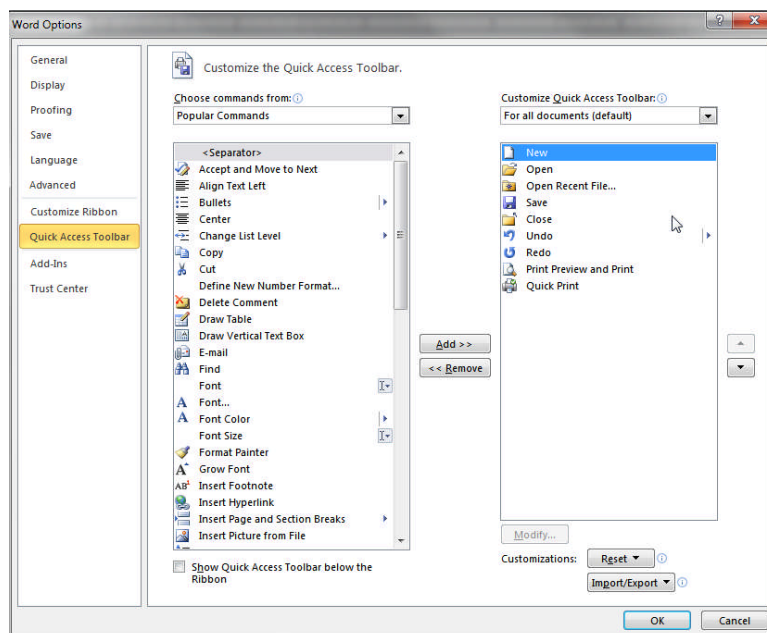 Word Options
General
Display
Proofing
Save
Language
Advanced
Customize Ribbon
Quick Access Toolbar
Add-Ins
Trust Center
Customize the Quick Access Toolbar.
Choose commands from:
Popular Commands
<Separator>
Accept and Move to Next
Align Text Left
Bullets
Center
Change List Level
Copy
Cut
Define New Number Format...
Delete Comment
Draw Table
Draw Vertical Text Box
E-mail
Find
Font
Font...
Font Color
Font Size
Format Painter
Grow Font
Insert Footnote
Insert Hyperlink
Insert Page and Section Breaks
Insert Picture from File
Show Quick Access Toolbar below the
Ribbon
Add >>
<< Remove
Customize Quick Access Toolbar:
For all documents (default)
New
Open
Open Recent File...
Save
Close
Undo
Redo
Print Preview and Print
Quick Print
Modify...
Customizations:
Reset
Import/Export
OK
Cancel